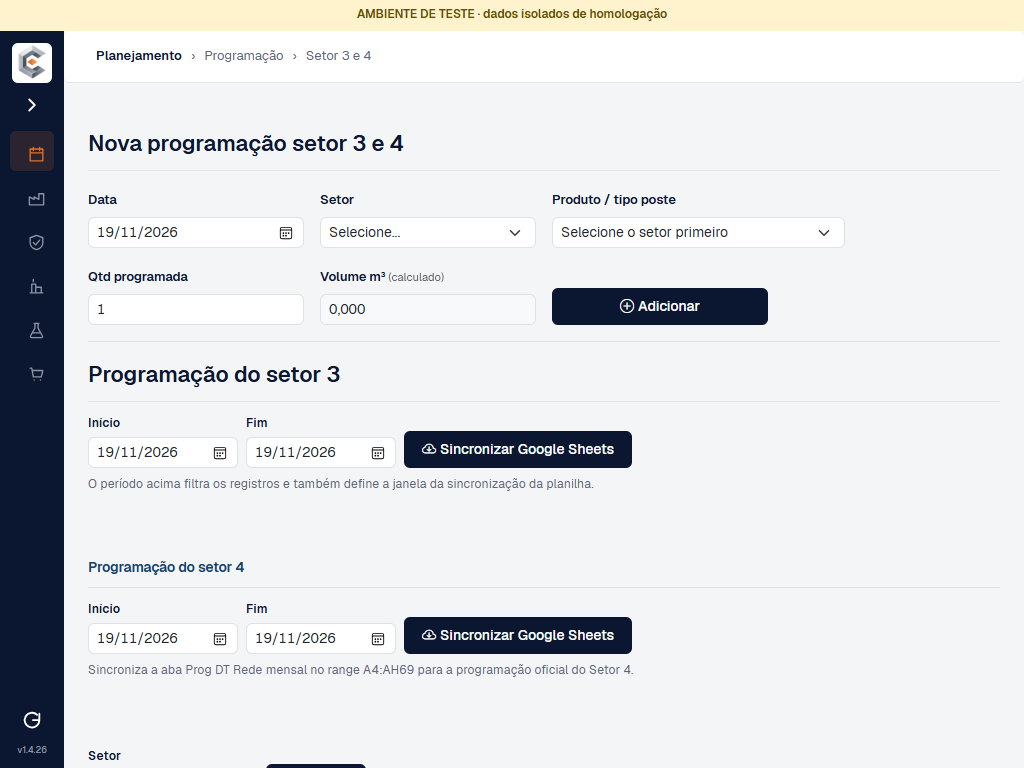 AMBIENTE DE TESTE · dados isolados de homologação
Planejamento › Programação › Setor 3 e 4
Nova programação setor 3 e 4
Data Setor Produto / tipo poste
19/11/2026 Selecione... Selecione o setor primeiro
Qtd programada Volume m³ (calculado)
1 0,000 Adicionar
Programação do setor 3
Início Fim
19/11/2026 19/11/2026 Sincronizar Google Sheets
O período acima filtra os registros e também define a janela da sincronização da planilha.
Programação do setor 4
Início Fim
19/11/2026 19/11/2026 Sincronizar Google Sheets
Sincroniza a aba Prog DT Rede mensal no range A4:AH69 para a programação oficial do Setor 4.
v1.4.26
Setor